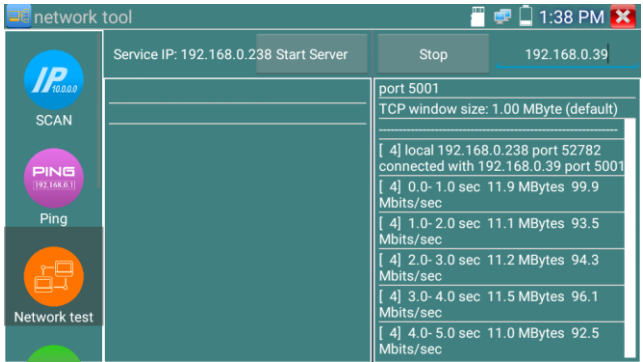 network tool
1:38 PM
Service IP: 192.168.0.238 Start Server
Stop
192.168.0.39
IP
10.0.0.0
SCAN
PING
192.168.0.1
Ping
Network test
port 5001
TCP window size: 1.00 MByte (default)
------------------------------------------------------------
[ 4] local 192.168.0.238 port 52782
connected with 192.168.0.39 port 5001
[ 4] 0.0- 1.0 sec 11.9 MBytes 99.9
Mbits/sec
[ 4] 1.0- 2.0 sec 11.1 MBytes 93.5
Mbits/sec
[ 4] 2.0- 3.0 sec 11.2 MBytes 94.3
Mbits/sec
[ 4] 3.0- 4.0 sec 11.5 MBytes 96.1
Mbits/sec
[ 4] 4.0- 5.0 sec 11.0 MBytes 92.5
Mbits/sec